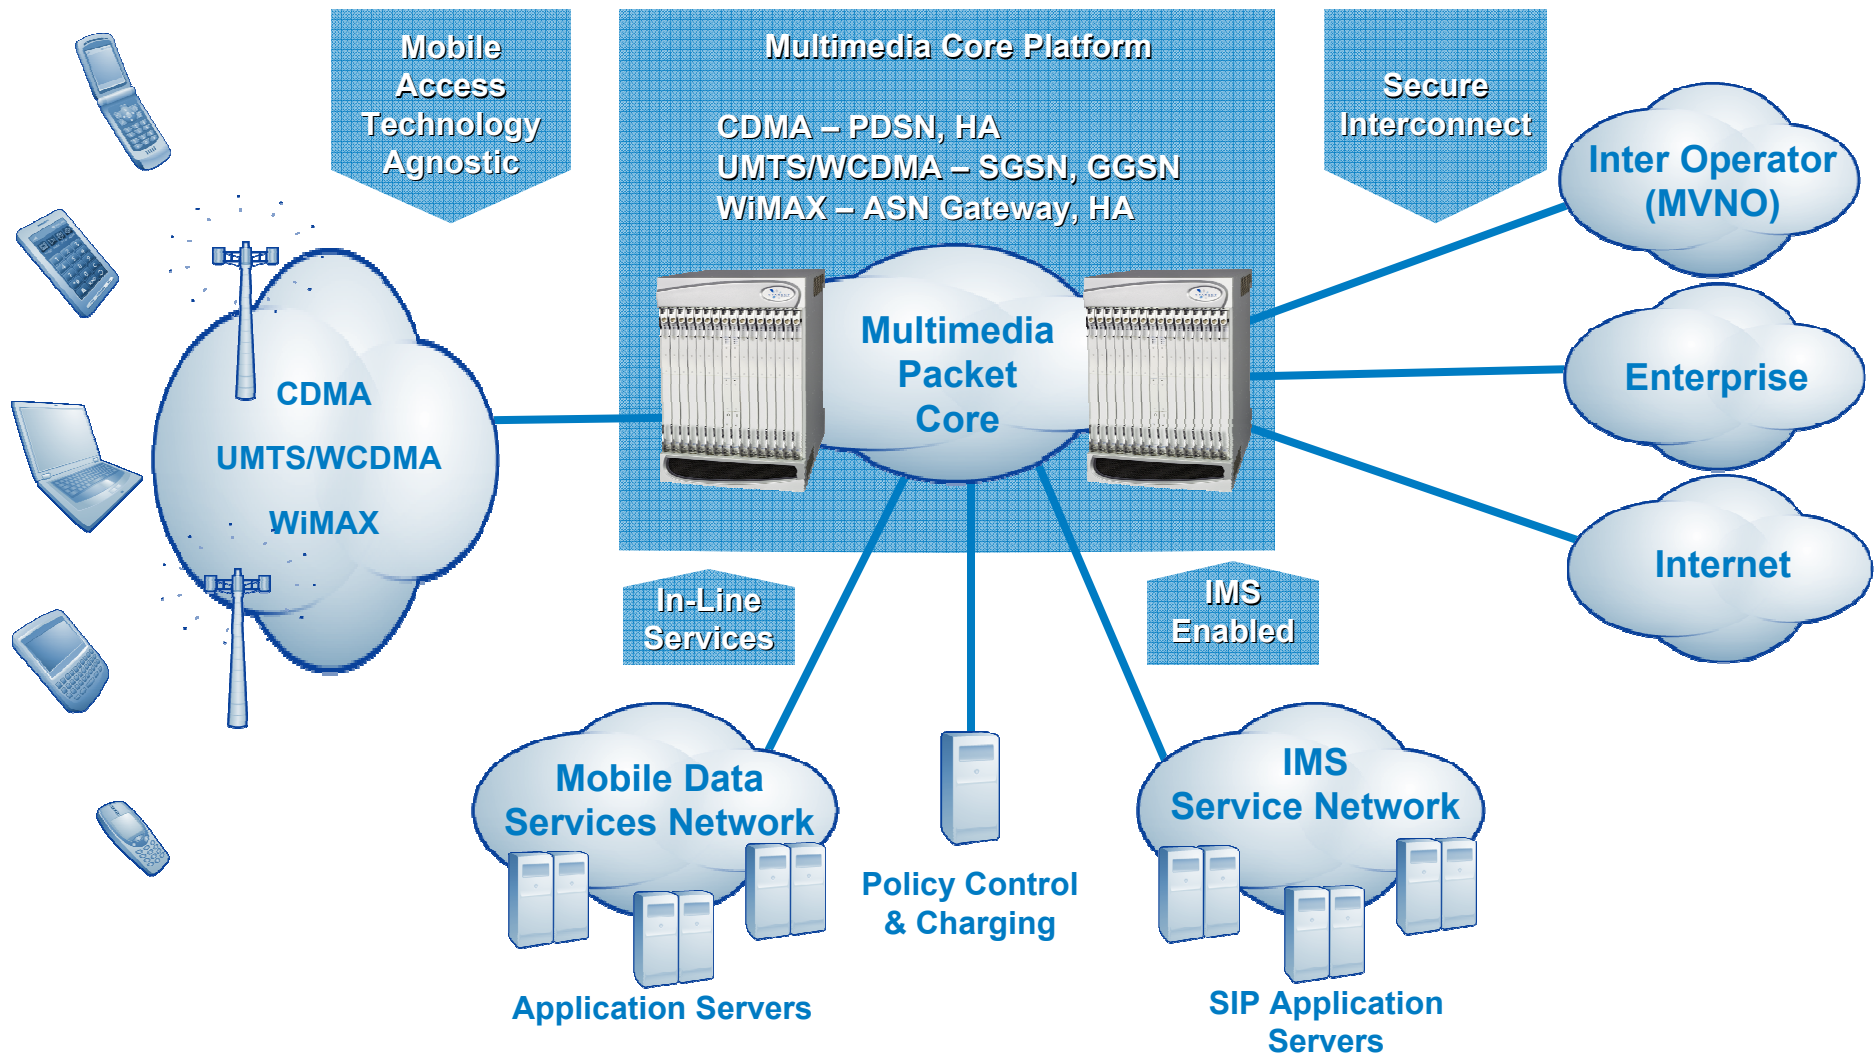 Mobile
Access
Technology
Agnostic
Multimedia Core Platform
CDMA – PDSN, HA
UMTS/WCDMA – SGSN, GGSN
WiMAX – ASN Gateway, HA
Secure
Interconnect
Inter Operator
(MVNO)
Enterprise
Internet
CDMA
UMTS/WCDMA
WiMAX
Multimedia
Packet
Core
In-Line
Services
IMS
Enabled
Mobile Data
Services Network
Application Servers
Policy Control
& Charging
IMS
Service Network
SIP Application
Servers